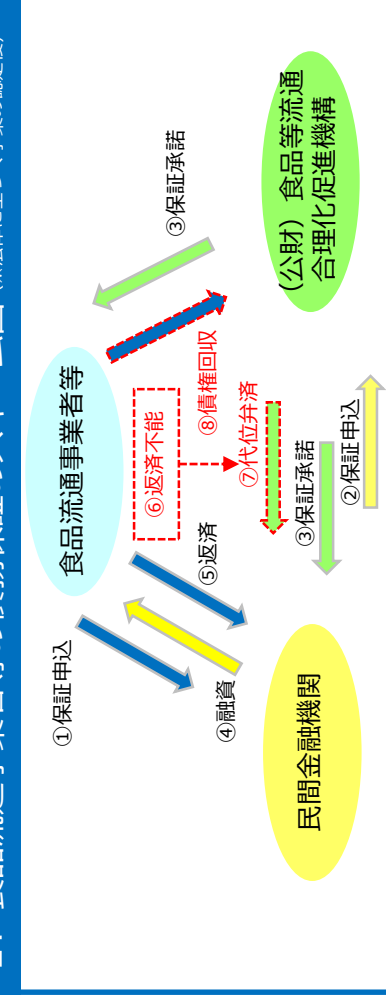 食品流通事業者等
①保証申込
④融資
⑤返済
⑥返済不能
⑧債権回収
③保証承諾
⑦代位弁済
③保証承諾
②保証申込
民間金融機関
（公財）食品等流通
合理化促進機構